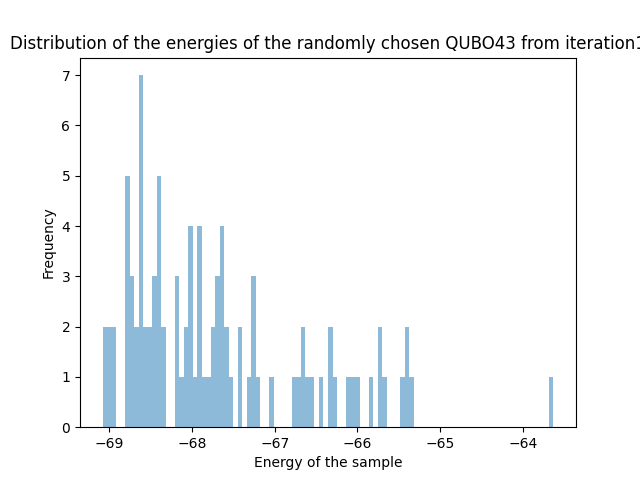 Distribution of the energies of the randomly chosen QUBO43 from iteration1
7
6
5
4
3
2
1
0
Frequency
−69 −68 −67 −66 −65 −64
Energy of the sample